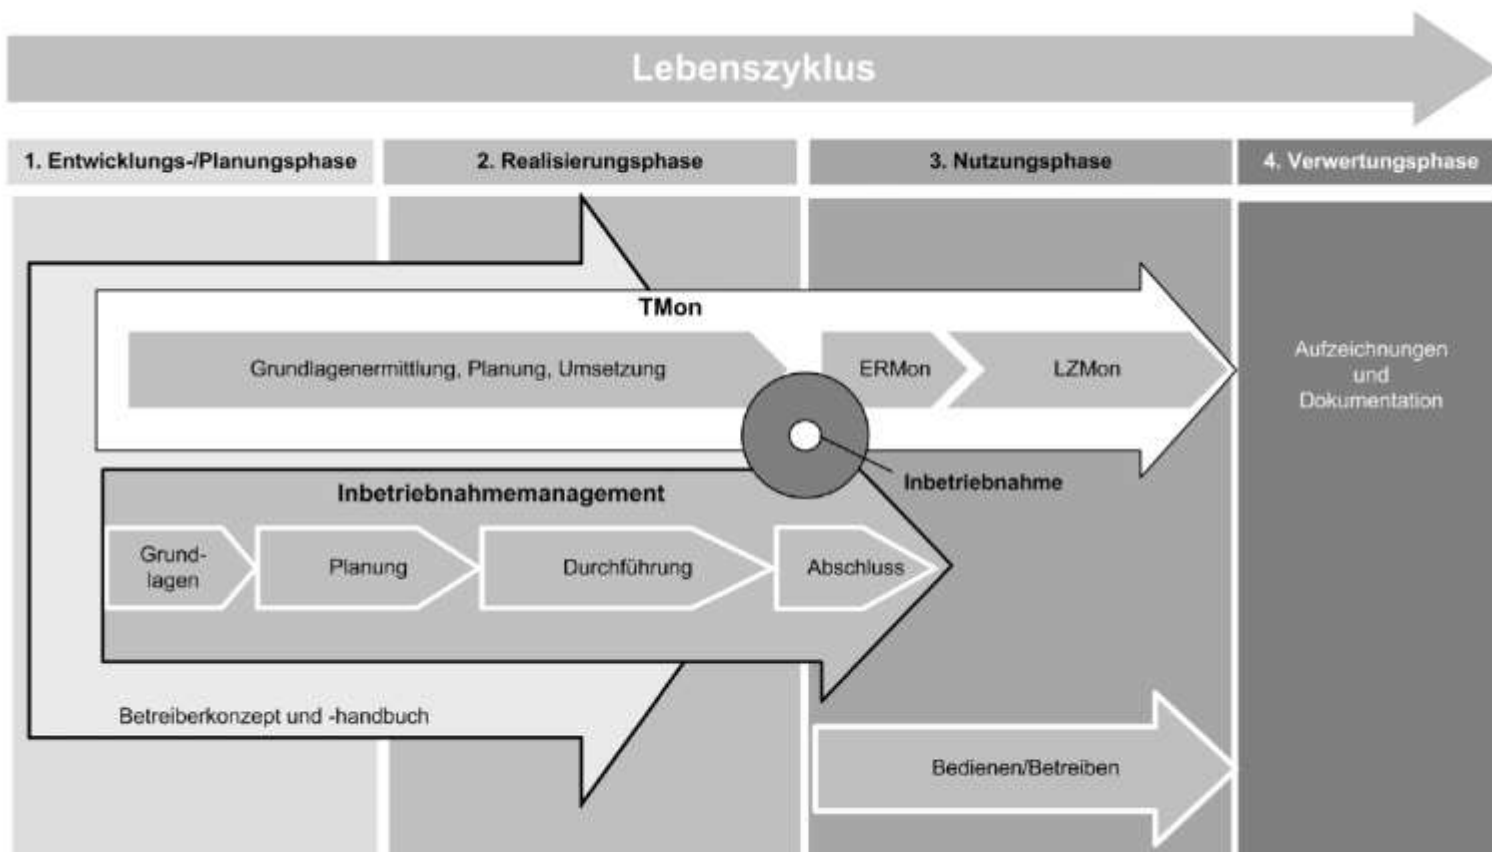 Lebenszyklus
1. Entwicklungs-/Planungsphase
2. Realisierungsphase
3. Nutzungsphase
4. Verwertungsphase
TMon
Grundlagenermittlung, Planung, Umsetzung
ERMon
LZMon
Aufzeichnungen
und
Dokumentation
Inbetriebnahme
Inbetriebnahmemanagement
Grund-
lagen
Planung
Durchführung
Abschluss
Betreiberkonzept und -handbuch
Bedienen/Betreiben